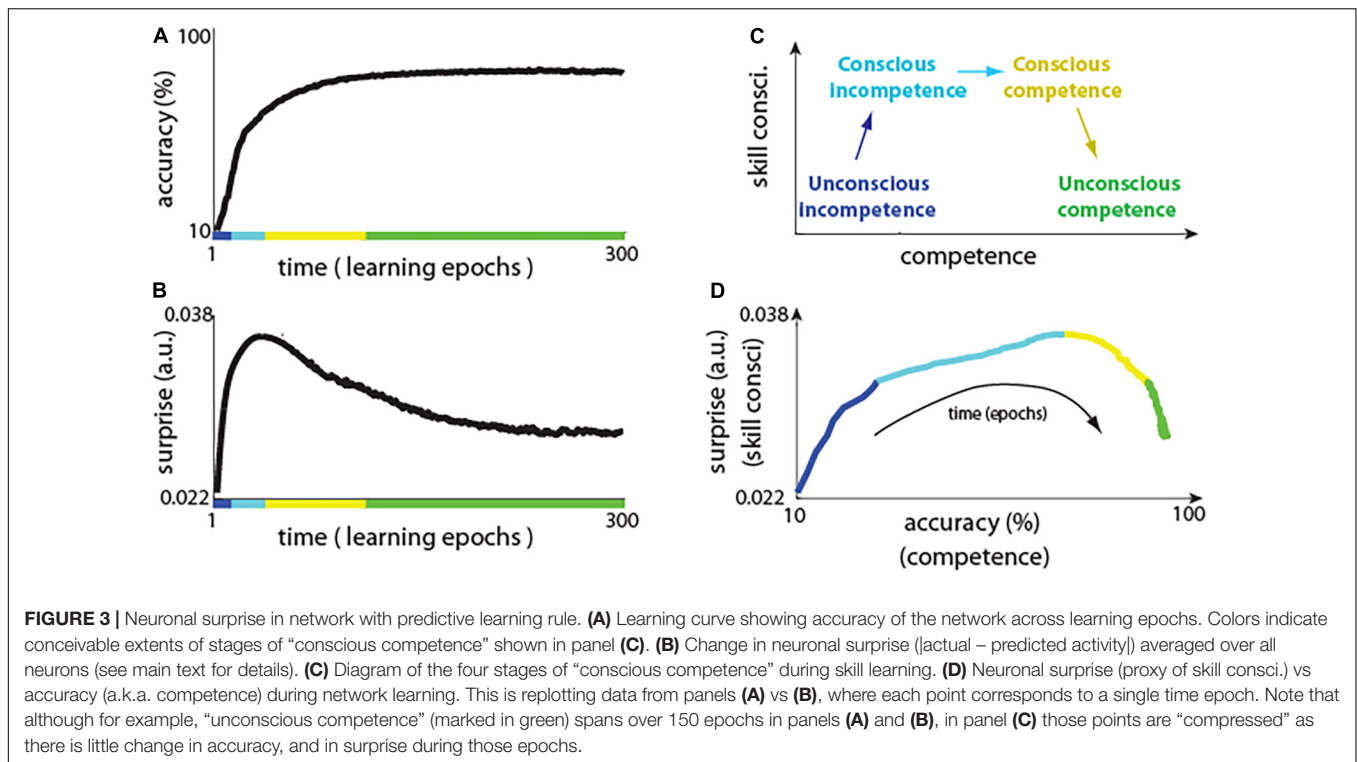 A
100
accuracy (%)
10
1
300
time ( learning epochs )
B
0.038
surprise (a.u.)
0.022
1
300
time ( learning epochs )
C
skill consci.
Conscious
incompetence
Conscious
competence
Unconscious
incompetence
Unconscious
competence
competence
D
0.038
surprise (a.u.)
(skill consci)
time (epochs)
0.022
10
100
accuracy (%)
(competence)
FIGURE 3 | Neuronal surprise in network with predictive learning rule. (A) Learning curve showing accuracy of the network across learning epochs. Colors indicate
conceivable extents of stages of “conscious competence” shown in panel (C). (B) Change in neuronal surprise (|actual – predicted activity|) averaged over all
neurons (see main text for details). (C) Diagram of the four stages of “conscious competence” during skill learning. (D) Neuronal surprise (proxy of skill consci.) vs
accuracy (a.k.a. competence) during network learning. This is replotting data from panels (A) vs (B), where each point corresponds to a single time epoch. Note that
although for example, “unconscious competence” (marked in green) spans over 150 epochs in panels (A) and (B), in panel (C) those points are “compressed” as
there is little change in accuracy, and in surprise during those epochs.